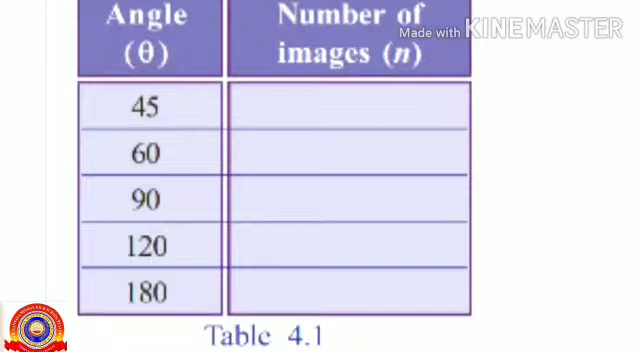 Angle
(θ)
Number of
images (n)
Made with KINEMASTER
45
60
90
120
180
Table 4.1